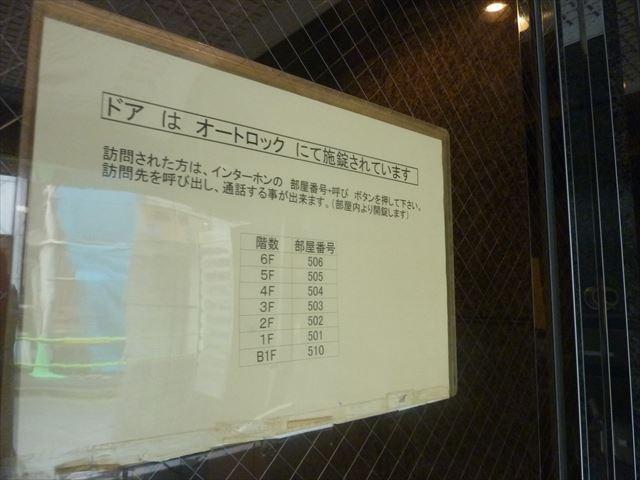 ドア は オートロック にて施錠されています
訪問された方は、インターホンの 部屋番号+呼び ボタンを押して下さい。
訪問先を呼び出し、通話する事が出来ます。(部屋内より開錠します)
階数 部屋番号
6F 506
5F 505
4F 504
3F 503
2F 502
1F 501
B1F 510